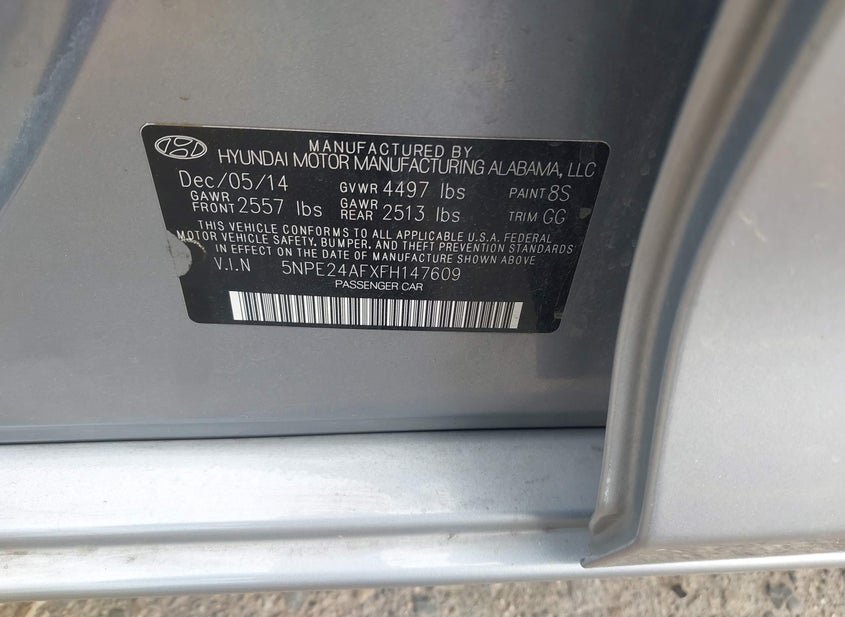 MANUFACTURED BY
HYUNDAI MOTOR MANUFACTURING ALABAMA, LLC
Dec/05/14 GVWR 4497 lbs PAINT 8S
GAWR FRONT 2557 lbs GAWR REAR 2513 lbs TRIM GG
THIS VEHICLE CONFORMS TO ALL APPLICABLE U.S.A. FEDERAL
MOTOR VEHICLE SAFETY, BUMPER, AND THEFT PREVENTION STANDARDS
IN EFFECT ON THE DATE OF MANUFACTURE SHOWN ABOVE.
V.I.N 5NPE24AFXFH147609
PASSENGER CAR